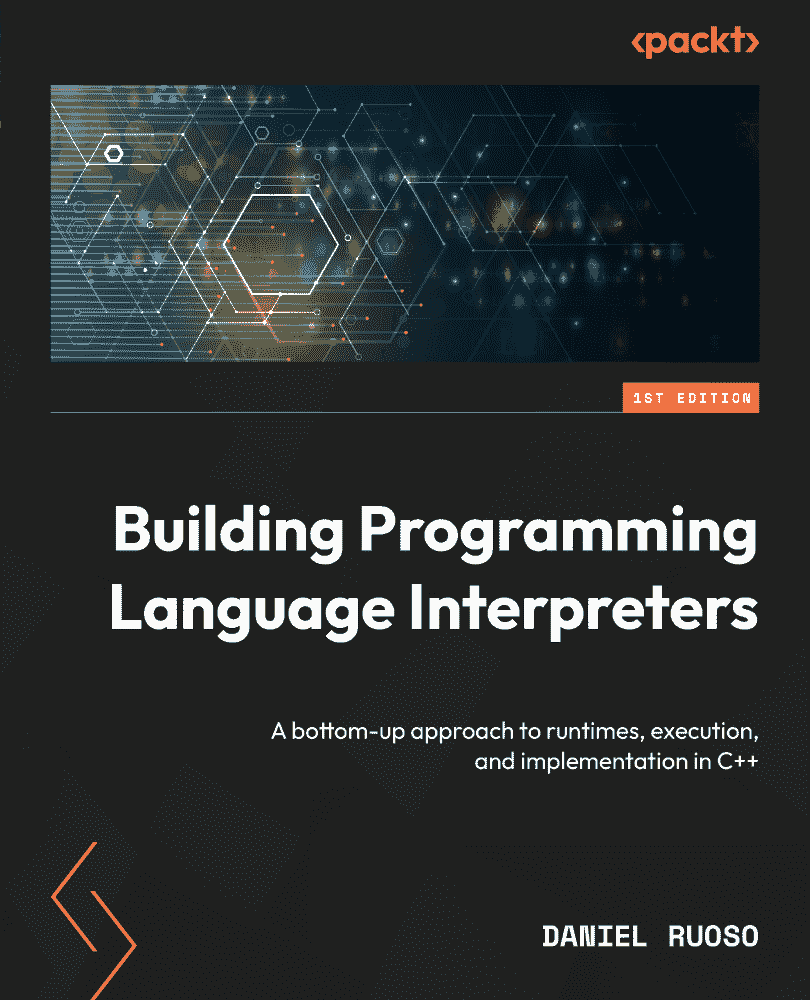 <packt>
1ST EDITION
Building Programming
Language Interpreters
A bottom-up approach to runtimes, execution,
and implementation in C++
DANIEL RUOSO